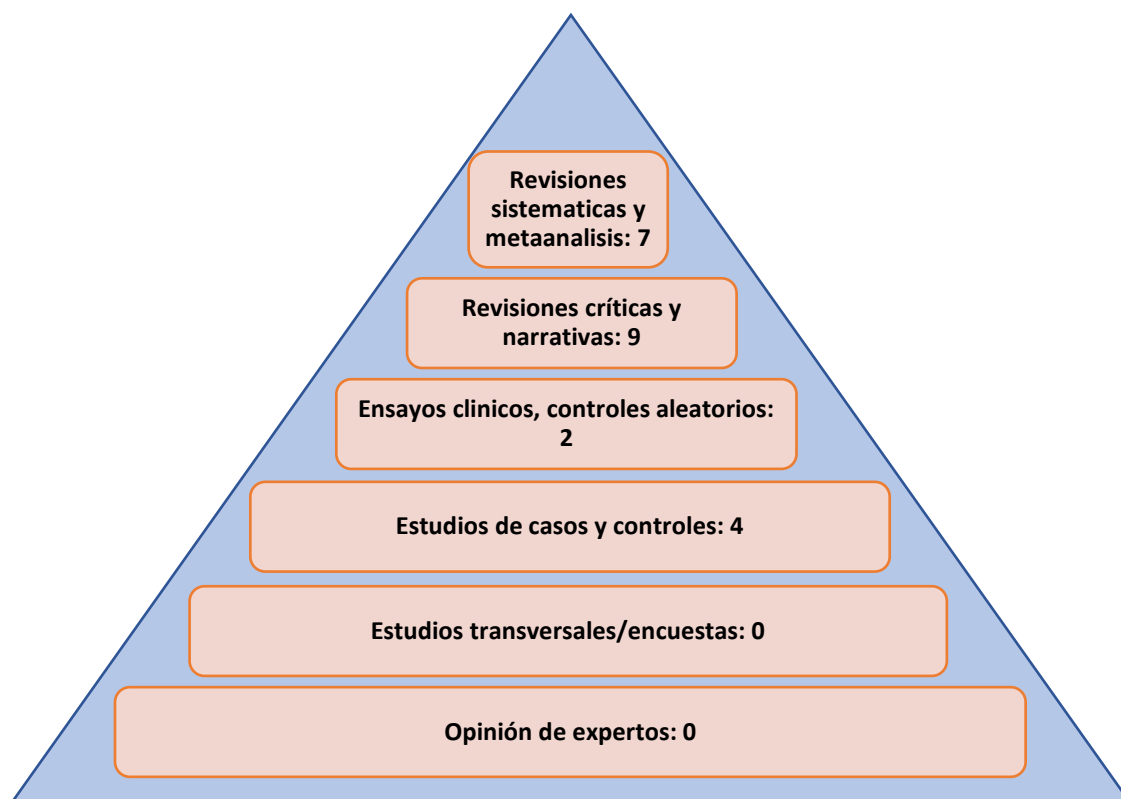 Revisiones
sistematicas y
metaanalisis: 7
Revisiones críticas y
narrativas: 9
Ensayos clinicos, controles aleatorios:
2
Estudios de casos y controles: 4
Estudios transversales/encuestas: 0
Opinión de expertos: 0